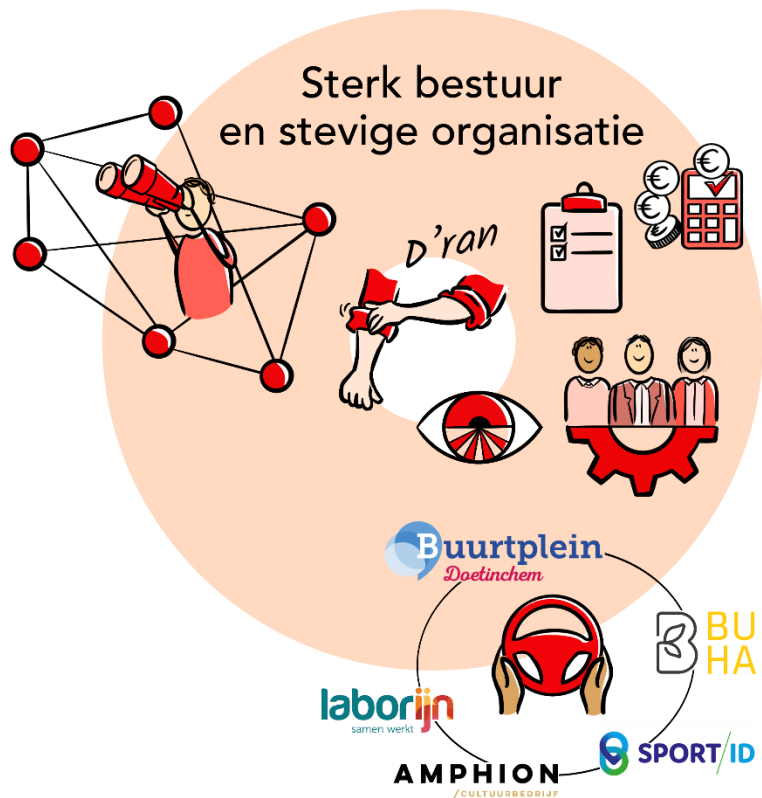 Sterk bestuur
en stevige organisatie
D'ran
€
€
€
Buurtplein
Doetinchem
B BU
HA
laborijn
samen werkt
SPORT/ID
AMPHION
/CULTUURBEDRIJF